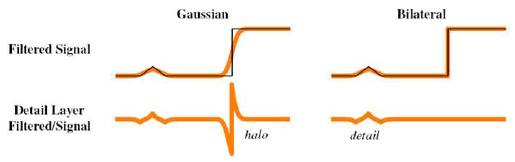 Gaussian
Bilateral
Filtered Signal
Detail Layer
Filtered/Signal
halo
detail